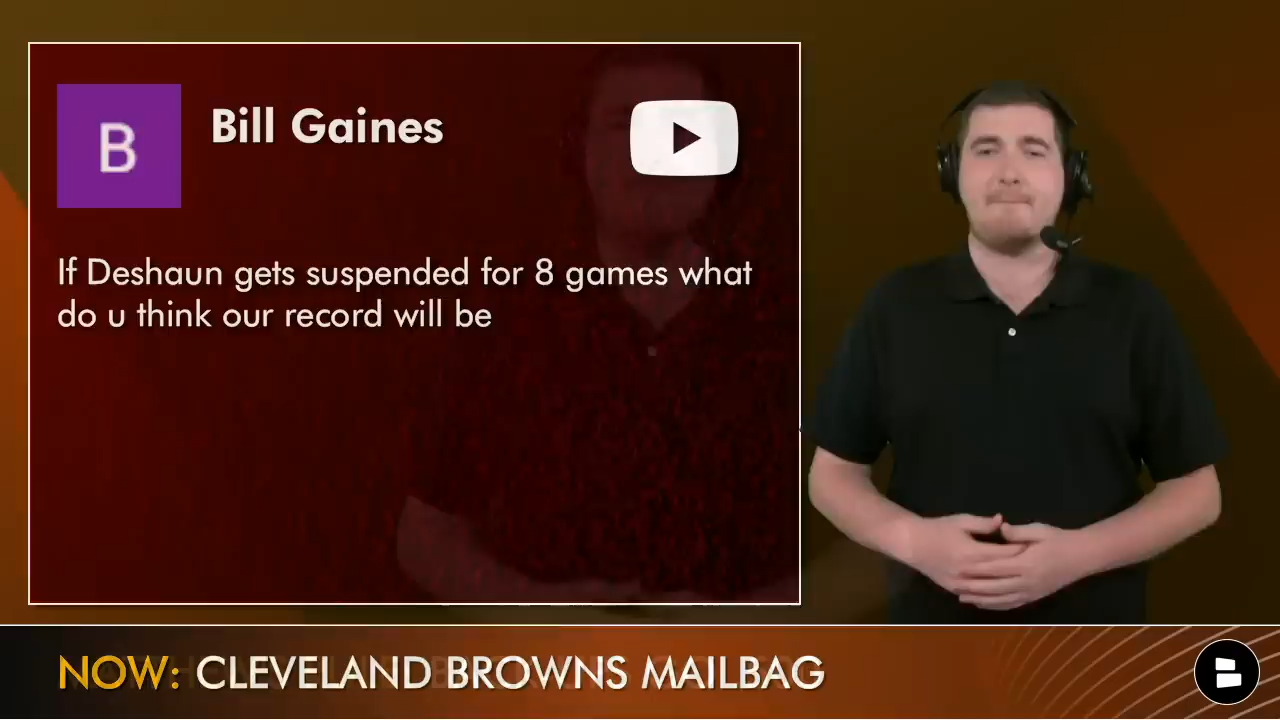 B
Bill Gaines
If Deshaun gets suspended for 8 games what
do u think our record will be
NOW: CLEVELAND BROWNS MAILBAG